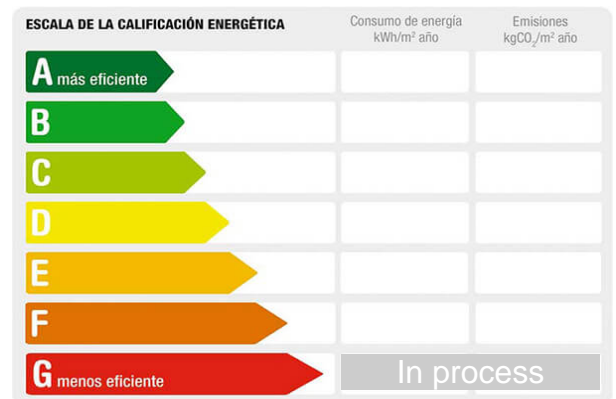 ESCALA DE LA CALIFICACIÓN ENERGÉTICA
Consumo de energía
kWh/m² año
Emisiones
kgCO₂/m² año
A más eficiente
B
C
D
E
F
G menos eficiente
In process